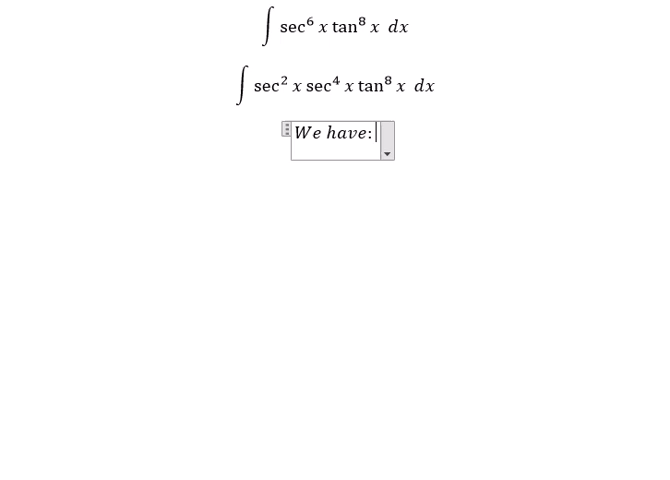 ∫ sec⁶ x tan⁸ x dx
∫ sec² x sec⁴ x tan⁸ x dx
We have: